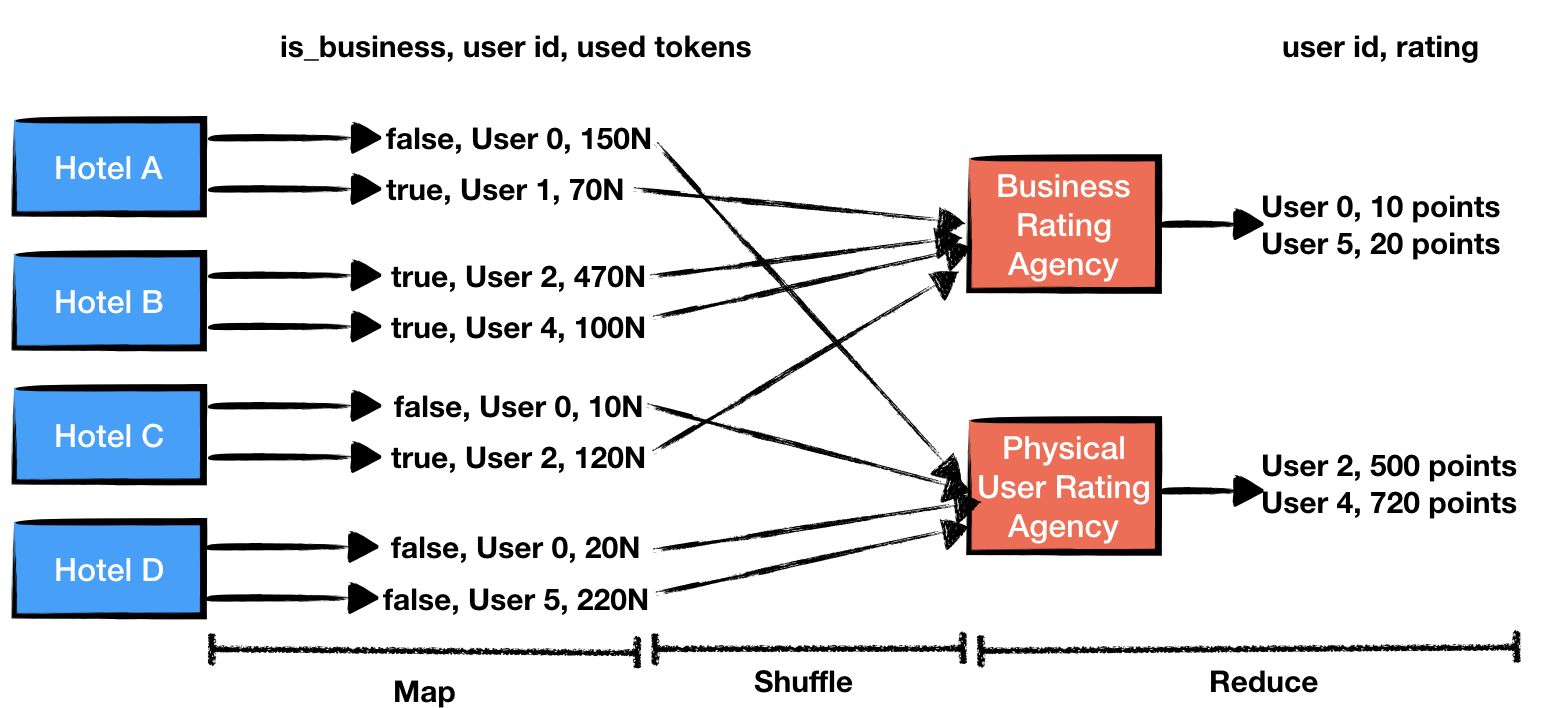 is_business, user id, used tokens
user id, rating
Hotel A
false, User 0, 150N
true, User 1, 70N
Hotel B
true, User 2, 470N
true, User 4, 100N
Hotel C
false, User 0, 10N
true, User 2, 120N
Hotel D
false, User 0, 20N
false, User 5, 220N
Business
Rating
Agency
User 0, 10 points
User 5, 20 points
Physical
User Rating
Agency
User 2, 500 points
User 4, 720 points
Map
Shuffle
Reduce